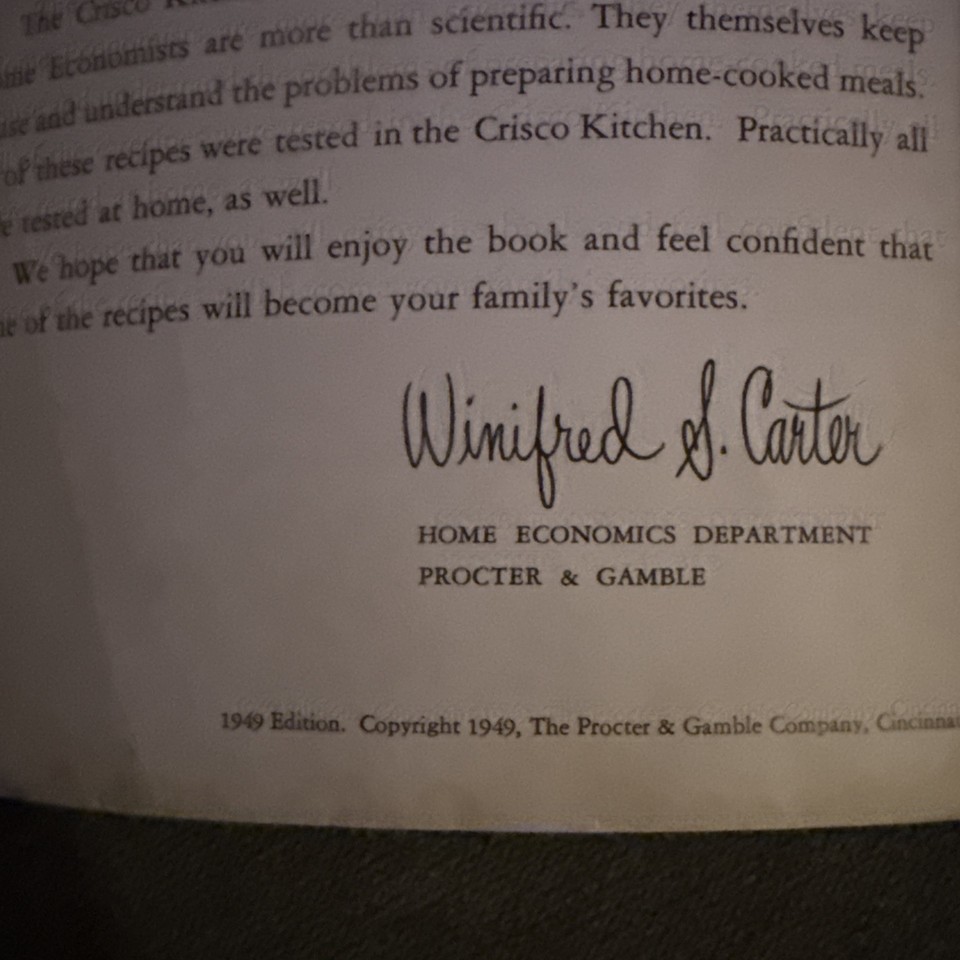 The Crisco
Economists are more than scientific. They themselves keep
and understand the problems of preparing home-cooked meals.
of these recipes were tested in the Crisco Kitchen. Practically all
tested at home, as well.
We hope that you will enjoy the book and feel confident that
of the recipes will become your family's favorites.
Winifred S. Carter
HOME ECONOMICS DEPARTMENT
PROCTER & GAMBLE
1949 Edition. Copyright 1949, The Procter & Gamble Company,